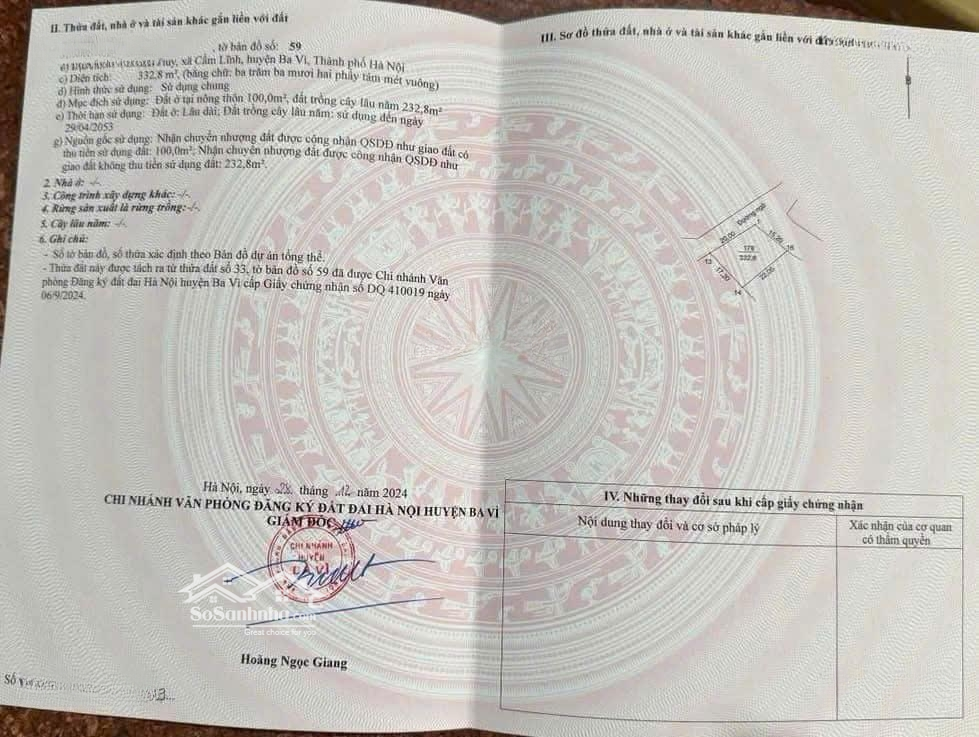 II. Thửa đất, nhà ở và tài sản khác gắn liền với đất
tờ bản đồ số: 59
xã Cẩm Lĩnh, huyện Ba Vì, Thành phố Hà Nội
c) Diện tích: 332,8 m², (bằng chữ: ba trăm ba mươi hai phẩy tám mét vuông)
d) Hình thức sử dụng: Sử dụng chung
đ) Mục đích sử dụng: Đất ở tại nông thôn 100,0m², đất trồng cây lâu năm 232,8m²
e) Thời hạn sử dụng: Đất ở: Lâu dài; Đất trồng cây lâu năm: sử dụng đến ngày
29/04/2053
g) Nguồn gốc sử dụng: Nhận chuyển nhượng đất được công nhận QSDĐ như giao đất có
thu tiền sử dụng đất: 100,0m²; Nhận chuyển nhượng đất được công nhận QSDĐ như
giao đất không thu tiền sử dụng đất: 232,8m².
2. Nhà ở: -/-.
3. Công trình xây dựng khác: -/-.
4. Rừng sản xuất là rừng trồng: -/-.
5. Cây lâu năm: -/-.
6. Ghi chú:
- Số tờ bản đồ, số thửa xác định theo Bản đồ dự án tổng thể.
- Thửa đất này được tách ra từ thửa đất số 33, tờ bản đồ số 59 đã được Chi nhánh Văn
phòng Đăng ký đất đai Hà Nội huyện Ba Vì cấp Giấy chứng nhận số DQ 410019 ngày
06/9/2024.
Hà Nội, ngày 28 tháng 12 năm 2024
CHI NHÁNH VĂN PHÒNG ĐĂNG KÝ ĐẤT ĐAI HÀ NỘI HUYỆN BA VÌ
GIÁM ĐỐC
CHI NHÁNH
HUYỆN
BA VÌ
SoSanhnha.com
Great choice for you
Hoàng Ngọc Giang
Số
III. Sơ đồ thửa đất, nhà ở và tài sản khác gắn liền với đất
B
Đường ngõ
20,00
15,20
16
179
332,8
13
17,20
22,05
14
IV. Những thay đổi sau khi cấp giấy chứng nhận
Nội dung thay đổi và cơ sở pháp lý
Xác nhận của cơ quan
có thẩm quyền